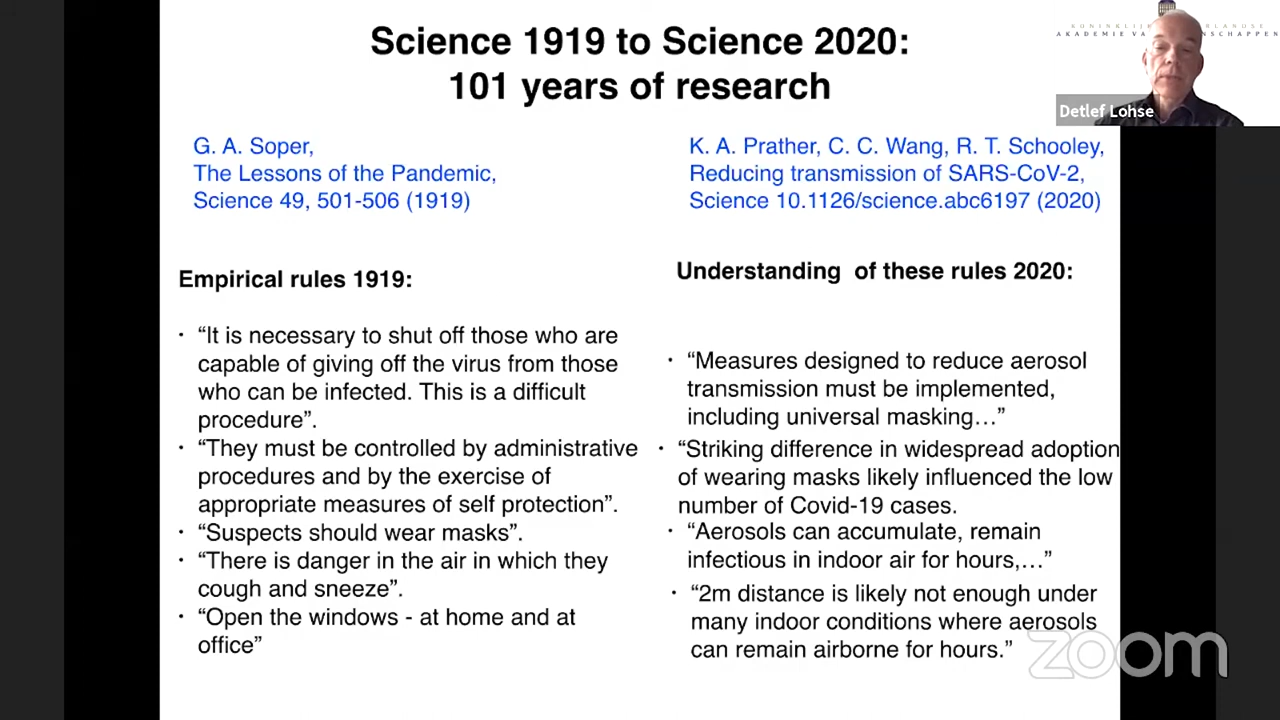 Science 1919 to Science 2020:
101 years of research
AKADEMIE VA
NSCHAPPEN
Detlef Lohse
G. A. Soper,
The Lessons of the Pandemic,
Science 49, 501-506 (1919)
K. A. Prather, C. C. Wang, R. T. Schooley,
Reducing transmission of SARS-CoV-2,
Science 10.1126/science.abc6197 (2020)
Empirical rules 1919:
· “It is necessary to shut off those who are
capable of giving off the virus from those
who can be infected. This is a difficult
procedure”.
· “They must be controlled by administrative
procedures and by the exercise of
appropriate measures of self protection”.
· “Suspects should wear masks”.
· “There is danger in the air in which they
cough and sneeze”.
· “Open the windows - at home and at
office”
Understanding of these rules 2020:
· “Measures designed to reduce aerosol
transmission must be implemented,
including universal masking…”
· “Striking difference in widespread adoption
of wearing masks likely influenced the low
number of Covid-19 cases.
· “Aerosols can accumulate, remain
infectious in indoor air for hours,…”
· “2m distance is likely not enough under
many indoor conditions where aerosols
can remain airborne for hours.”
zoom